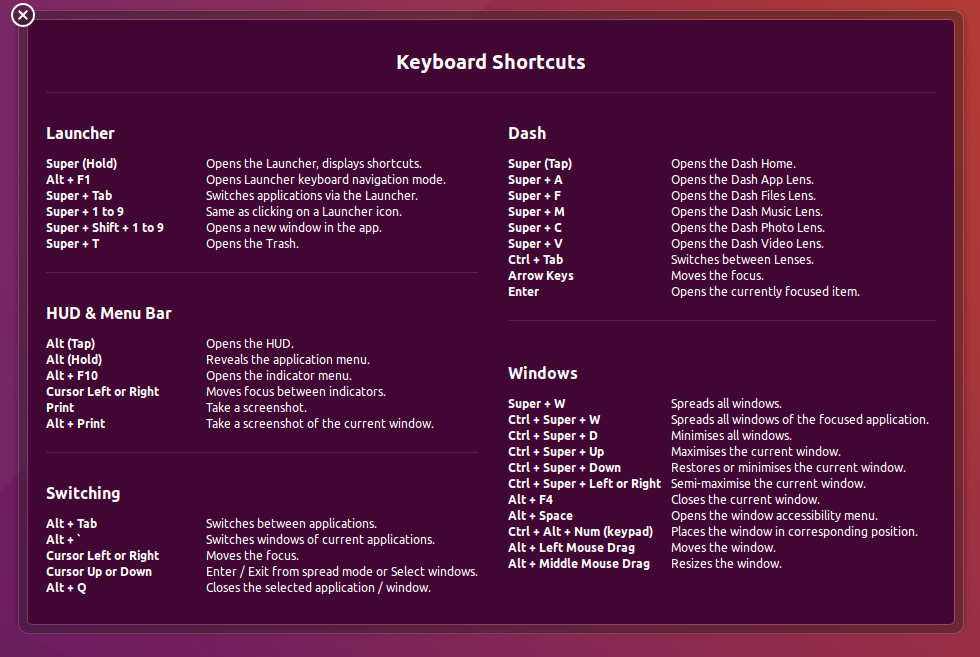 Keyboard Shortcuts
Launcher
Super (Hold) Opens the Launcher, displays shortcuts.
Alt + F1 Opens Launcher keyboard navigation mode.
Super + Tab Switches applications via the Launcher.
Super + 1 to 9 Same as clicking on a Launcher icon.
Super + Shift + 1 to 9 Opens a new window in the app.
Super + T Opens the Trash.
HUD & Menu Bar
Alt (Tap) Opens the HUD.
Alt (Hold) Reveals the application menu.
Alt + F10 Opens the indicator menu.
Cursor Left or Right Moves focus between indicators.
Print Take a screenshot.
Alt + Print Take a screenshot of the current window.
Switching
Alt + Tab Switches between applications.
Alt + ` Switches windows of current applications.
Cursor Left or Right Moves the focus.
Cursor Up or Down Enter / Exit from spread mode or Select windows.
Alt + Q Closes the selected application / window.
Dash
Super (Tap) Opens the Dash Home.
Super + A Opens the Dash App Lens.
Super + F Opens the Dash Files Lens.
Super + M Opens the Dash Music Lens.
Super + C Opens the Dash Photo Lens.
Super + V Opens the Dash Video Lens.
Ctrl + Tab Switches between Lenses.
Arrow Keys Moves the focus.
Enter Opens the currently focused item.
Windows
Super + W Spreads all windows.
Ctrl + Super + W Spreads all windows of the focused application.
Ctrl + Super + D Minimises all windows.
Ctrl + Super + Up Maximises the current window.
Ctrl + Super + Down Restores or minimises the current window.
Ctrl + Super + Left or Right Semi-maximise the current window.
Alt + F4 Closes the current window.
Alt + Space Opens the window accessibility menu.
Ctrl + Alt + Num (keypad) Places the window in corresponding position.
Alt + Left Mouse Drag Moves the window.
Alt + Middle Mouse Drag Resizes the window.